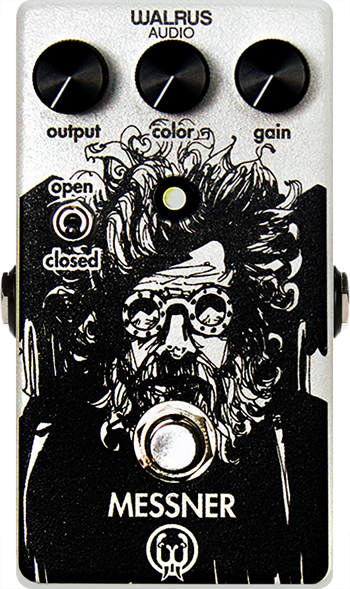 WALRUS
AUDIO
output color gain
open
closed
MESSNER